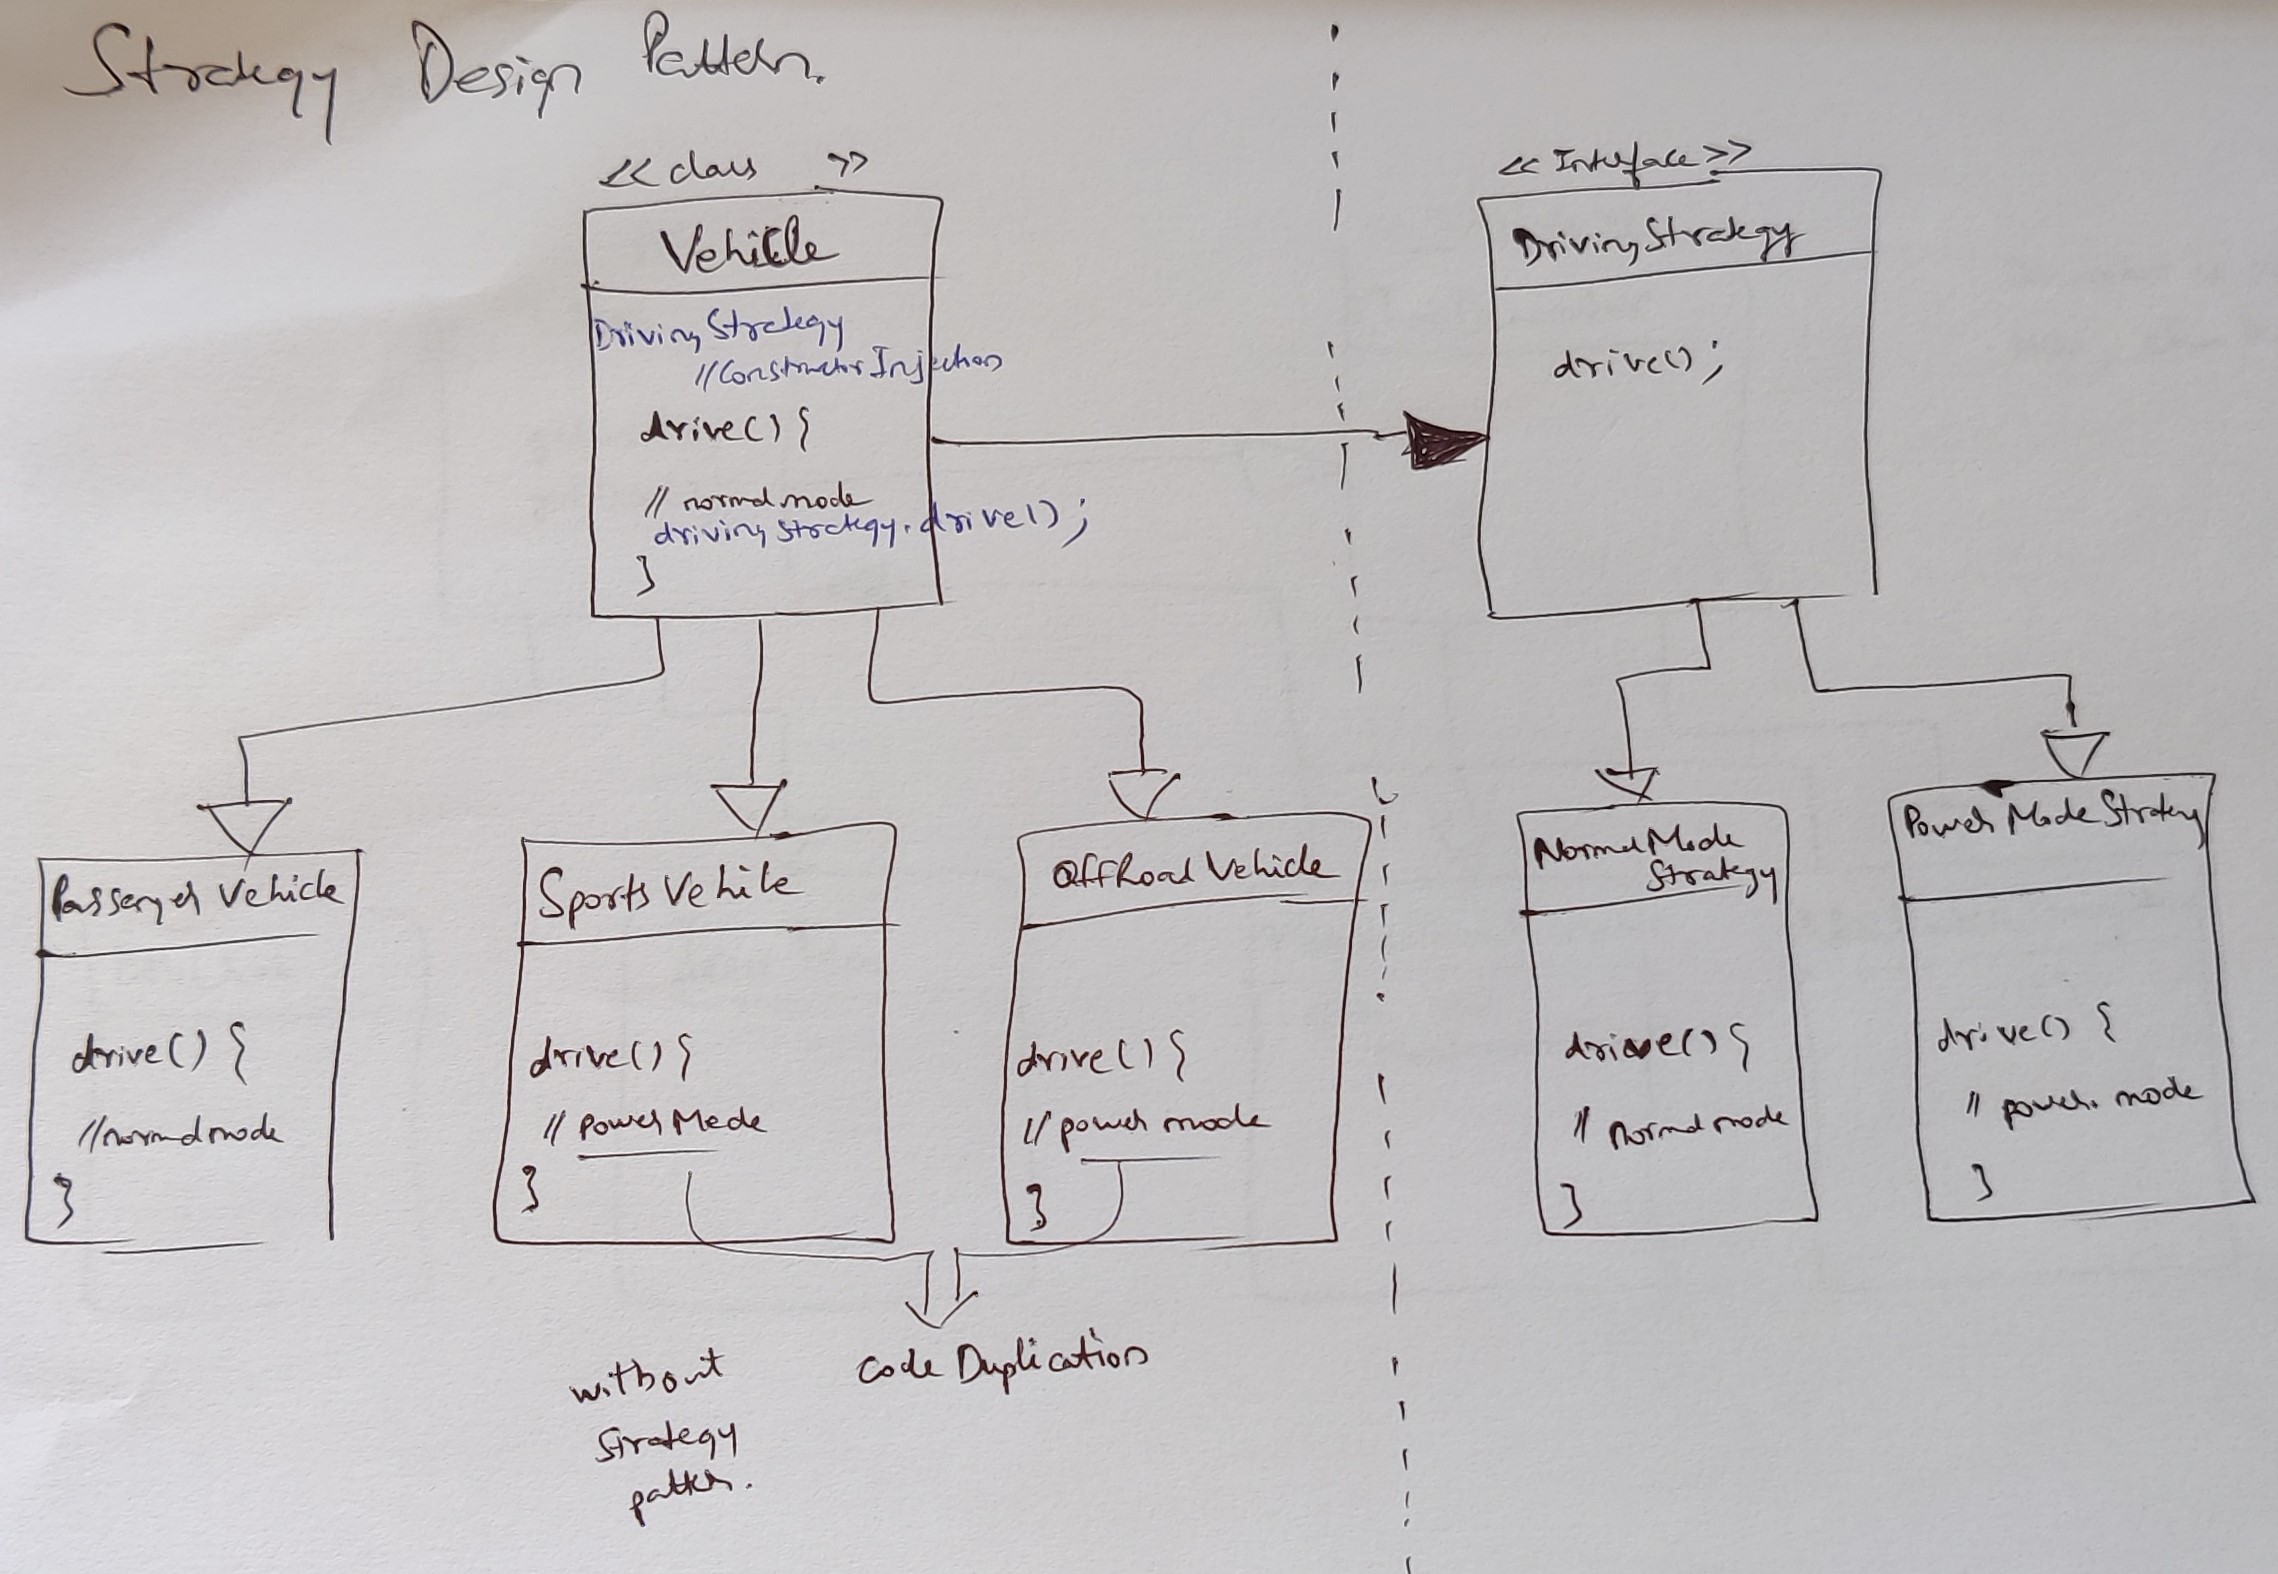 Strategy Design Pattern.
<< class >>
Vehicle
DrivingStrategy
//Constructor Injection
drive() {
// normal mode
drivingStrategy.drive();
}
<< Interface >>
DrivingStrategy
drive();
Passenger Vehicle
drive() {
//normal mode
}
Sports Vehicle
drive() {
// Power Mode
}
OffRoad Vehicle
drive() {
// power mode
}
Normal Mode
Strategy
drive() {
// normal mode
}
Power Mode Strategy
drive() {
// power mode
}
Code Duplication
without
Strategy
pattern.